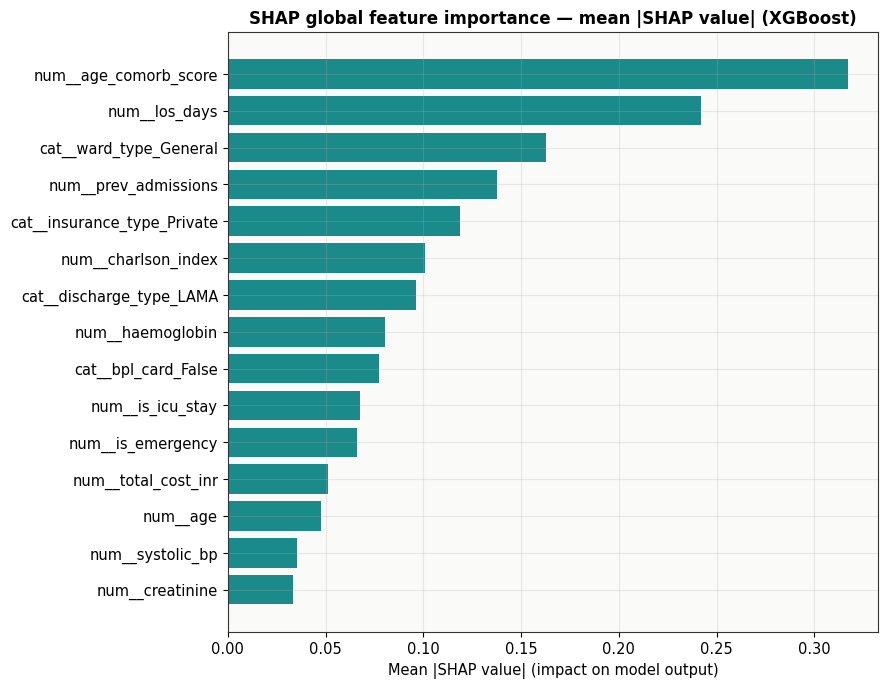 SHAP global feature importance — mean |SHAP value| (XGBoost)
num__age_comorb_score
num__los_days
cat__ward_type_General
num__prev_admissions
cat__insurance_type_Private
num__charlson_index
cat__discharge_type_LAMA
num__haemoglobin
cat__bpl_card_False
num__is_icu_stay
num__is_emergency
num__total_cost_inr
num__age
num__systolic_bp
num__creatinine
0.00 0.05 0.10 0.15 0.20 0.25 0.30
Mean |SHAP value| (impact on model output)